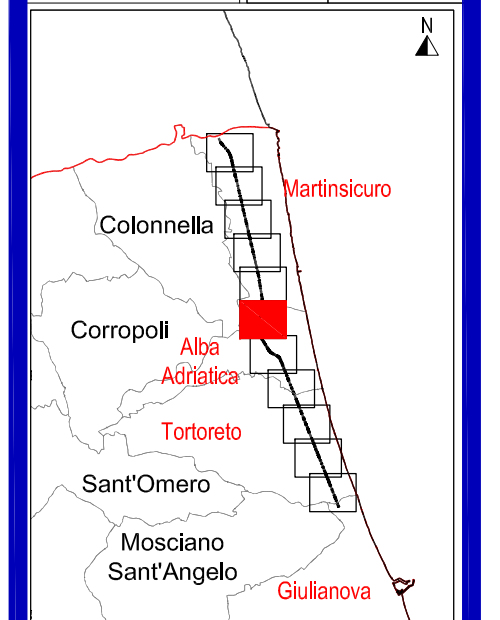 N
Martinsicuro
Colonnella
Corropoli
Alba
Adriatica
Tortoreto
Sant'Omero
Mosciano
Sant'Angelo
Giulianova